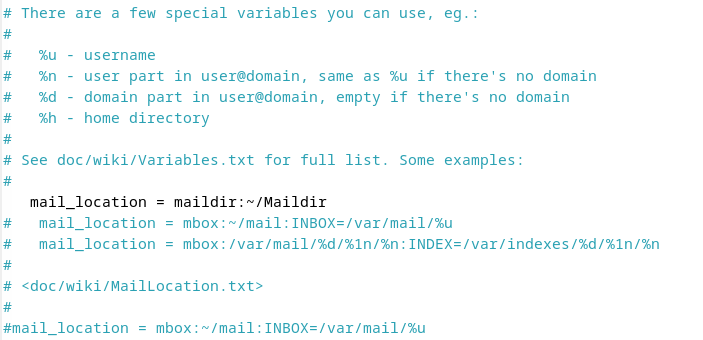 # There are a few special variables you can use, eg.:
#
#   %u - username
#   %n - user part in user@domain, same as %u if there's no domain
#   %d - domain part in user@domain, empty if there's no domain
#   %h - home directory
#
# See doc/wiki/Variables.txt for full list. Some examples:
#
   mail_location = maildir:~/Maildir
#   mail_location = mbox:~/mail:INBOX=/var/mail/%u
#   mail_location = mbox:/var/mail/%d/%1n/%n:INDEX=/var/indexes/%d/%1n/%n
#
# <doc/wiki/MailLocation.txt>
#
#mail_location = mbox:~/mail:INBOX=/var/mail/%u